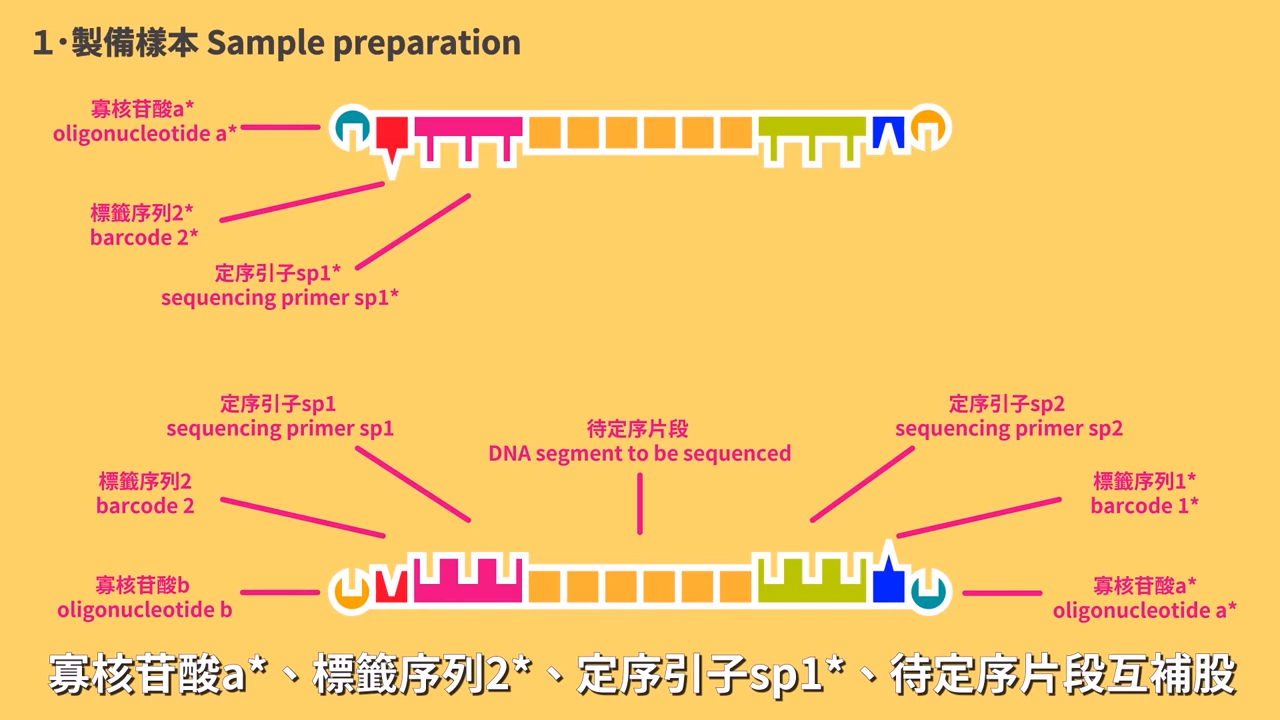 1·製備樣本 Sample preparation
寡核苷酸a*
oligonucleotide a*
標籤序列2*
barcode 2*
定序引子sp1*
sequencing primer sp1*
定序引子sp1
sequencing primer sp1
定序引子sp2
sequencing primer sp2
待定序片段
DNA segment to be sequenced
標籤序列2
barcode 2
標籤序列1*
barcode 1*
寡核苷酸b
oligonucleotide b
寡核苷酸a*
oligonucleotide a*
寡核苷酸a*、標籤序列2*、定序引子sp1*、待定序片段互補股